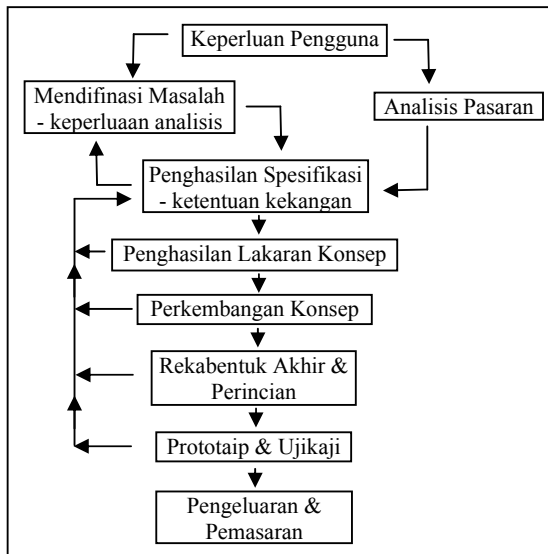 Keperluan Pengguna
Mendifinasi Masalah
- keperluaan analisis
Analisis Pasaran
Penghasilan Spesifikasi
- ketentuan kekangan
Penghasilan Lakaran Konsep
Perkembangan Konsep
Rekabentuk Akhir &
Perincian
Prototaip & Ujikaji
Pengeluaran &
Pemasaran